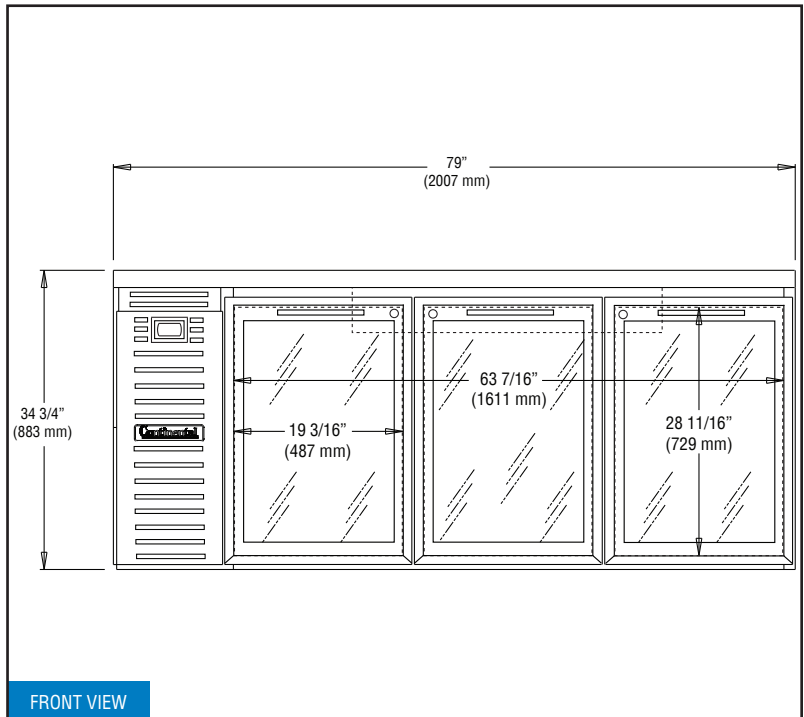 79”
(2007 mm)
34 3/4”
(883 mm)
63 7/16”
(1611 mm)
19 3/16”
(487 mm)
28 11/16”
(729 mm)
Continental
FRONT VIEW